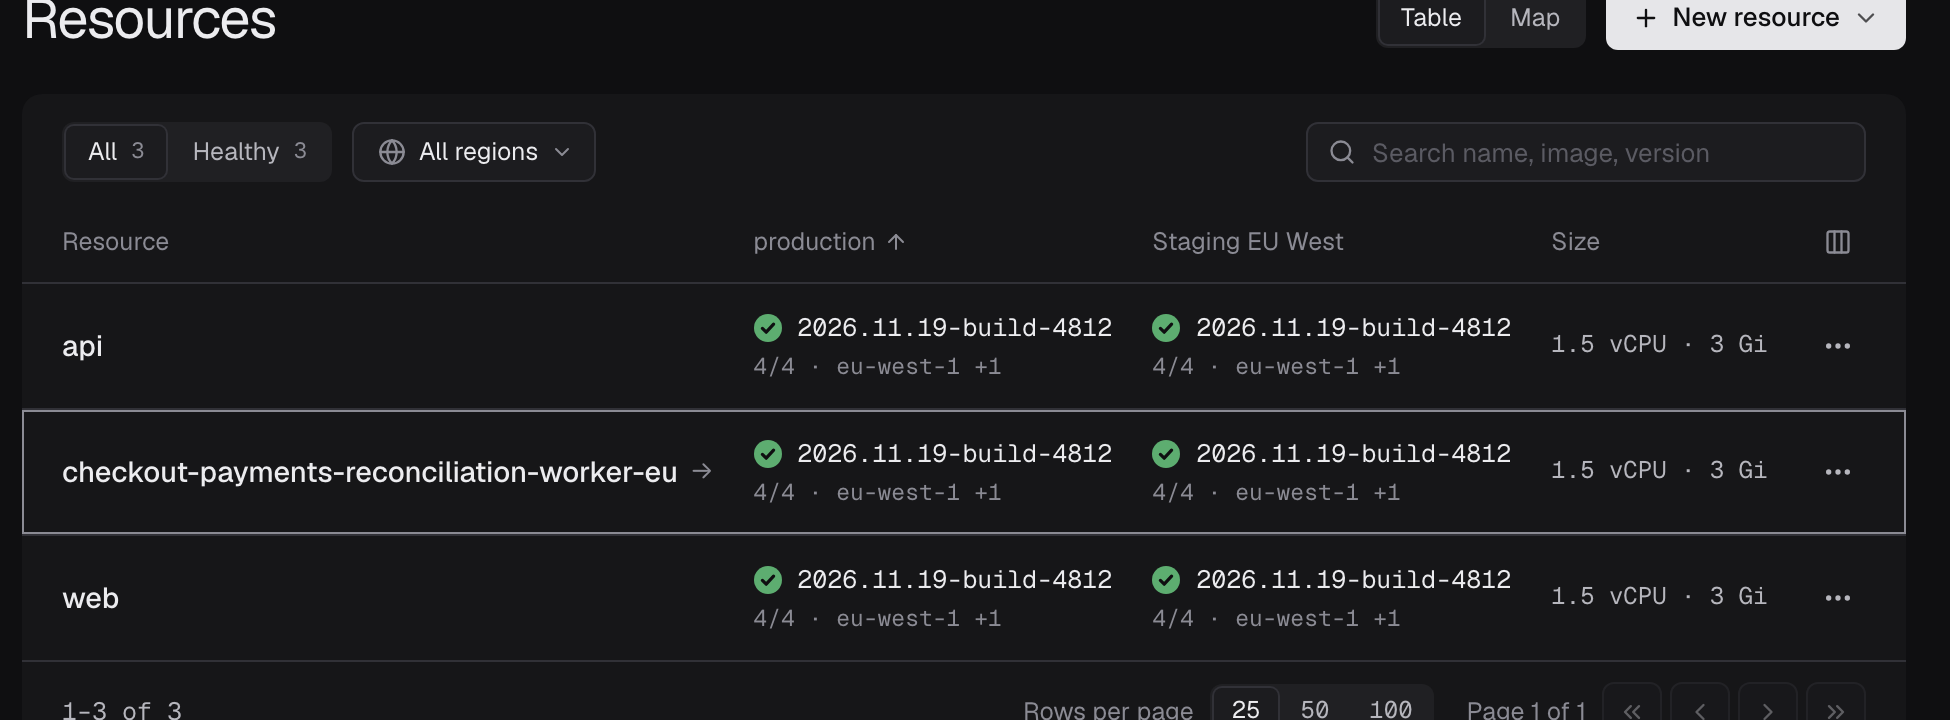 Resources
Table Map + New resource
All 3 Healthy 3 All regions Search name, image, version
Resource production ↑ Staging EU West Size
api 2026.11.19-build-4812 2026.11.19-build-4812 1.5 vCPU · 3 Gi ...
4/4 · eu-west-1 +1 4/4 · eu-west-1 +1
checkout-payments-reconciliation-worker-eu → 2026.11.19-build-4812 2026.11.19-build-4812 1.5 vCPU · 3 Gi ...
4/4 · eu-west-1 +1 4/4 · eu-west-1 +1
web 2026.11.19-build-4812 2026.11.19-build-4812 1.5 vCPU · 3 Gi ...
4/4 · eu-west-1 +1 4/4 · eu-west-1 +1
1-3 of 3 Rows per page 25 50 100 Page 1 of 1 « ‹ › »